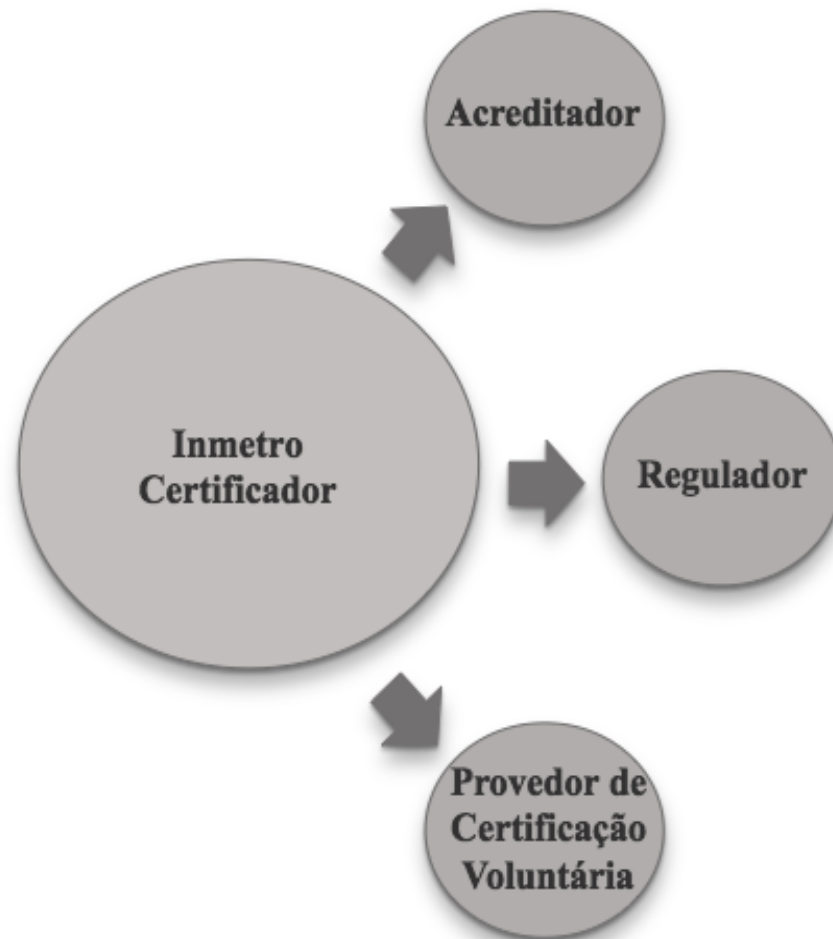 Acreditador
Inmetro
Certificador
Regulador
Provedor de
Certificação
Voluntária